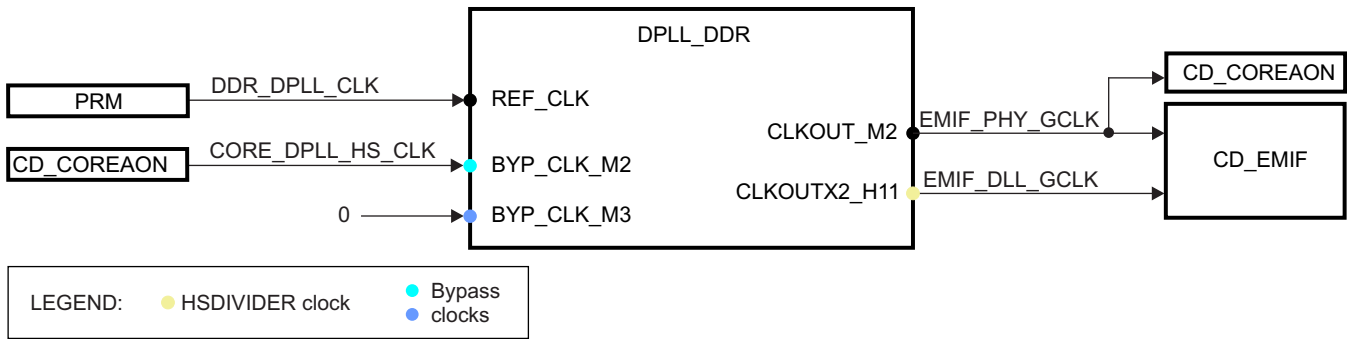 DPLL_DDR
PRM
DDR_DPLL_CLK
REF_CLK
CD_COREAON
CORE_DPLL_HS_CLK
BYP_CLK_M2
0
BYP_CLK_M3
CLKOUT_M2
EMIF_PHY_GCLK
CLKOUTX2_H11
EMIF_DLL_GCLK
CD_COREAON
CD_EMIF
LEGEND:
HSDIVIDER clock
Bypass
clocks